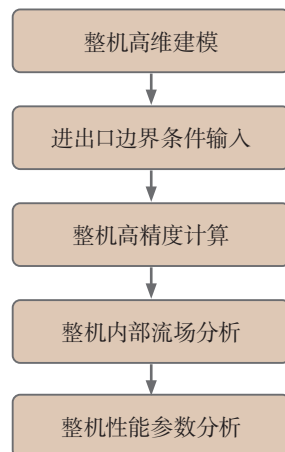 整机高维建模
进出口边界条件输入
整机高精度计算
整机内部流场分析
整机性能参数分析